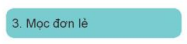 3. Mọc đơn lẻ